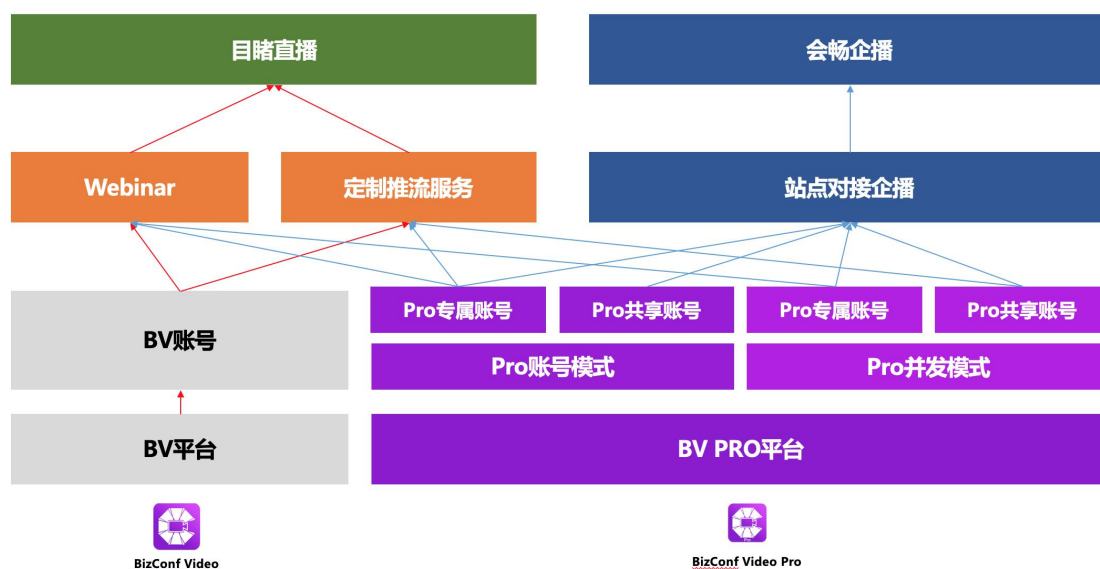 目睹直播
会畅企播
Webinar
定制推流服务
站点对接企播
BV账号
Pro专属账号
Pro共享账号
Pro专属账号
Pro共享账号
Pro账号模式
Pro并发模式
BV平台
BV PRO平台
BizConf Video
Pro
BizConf Video Pro